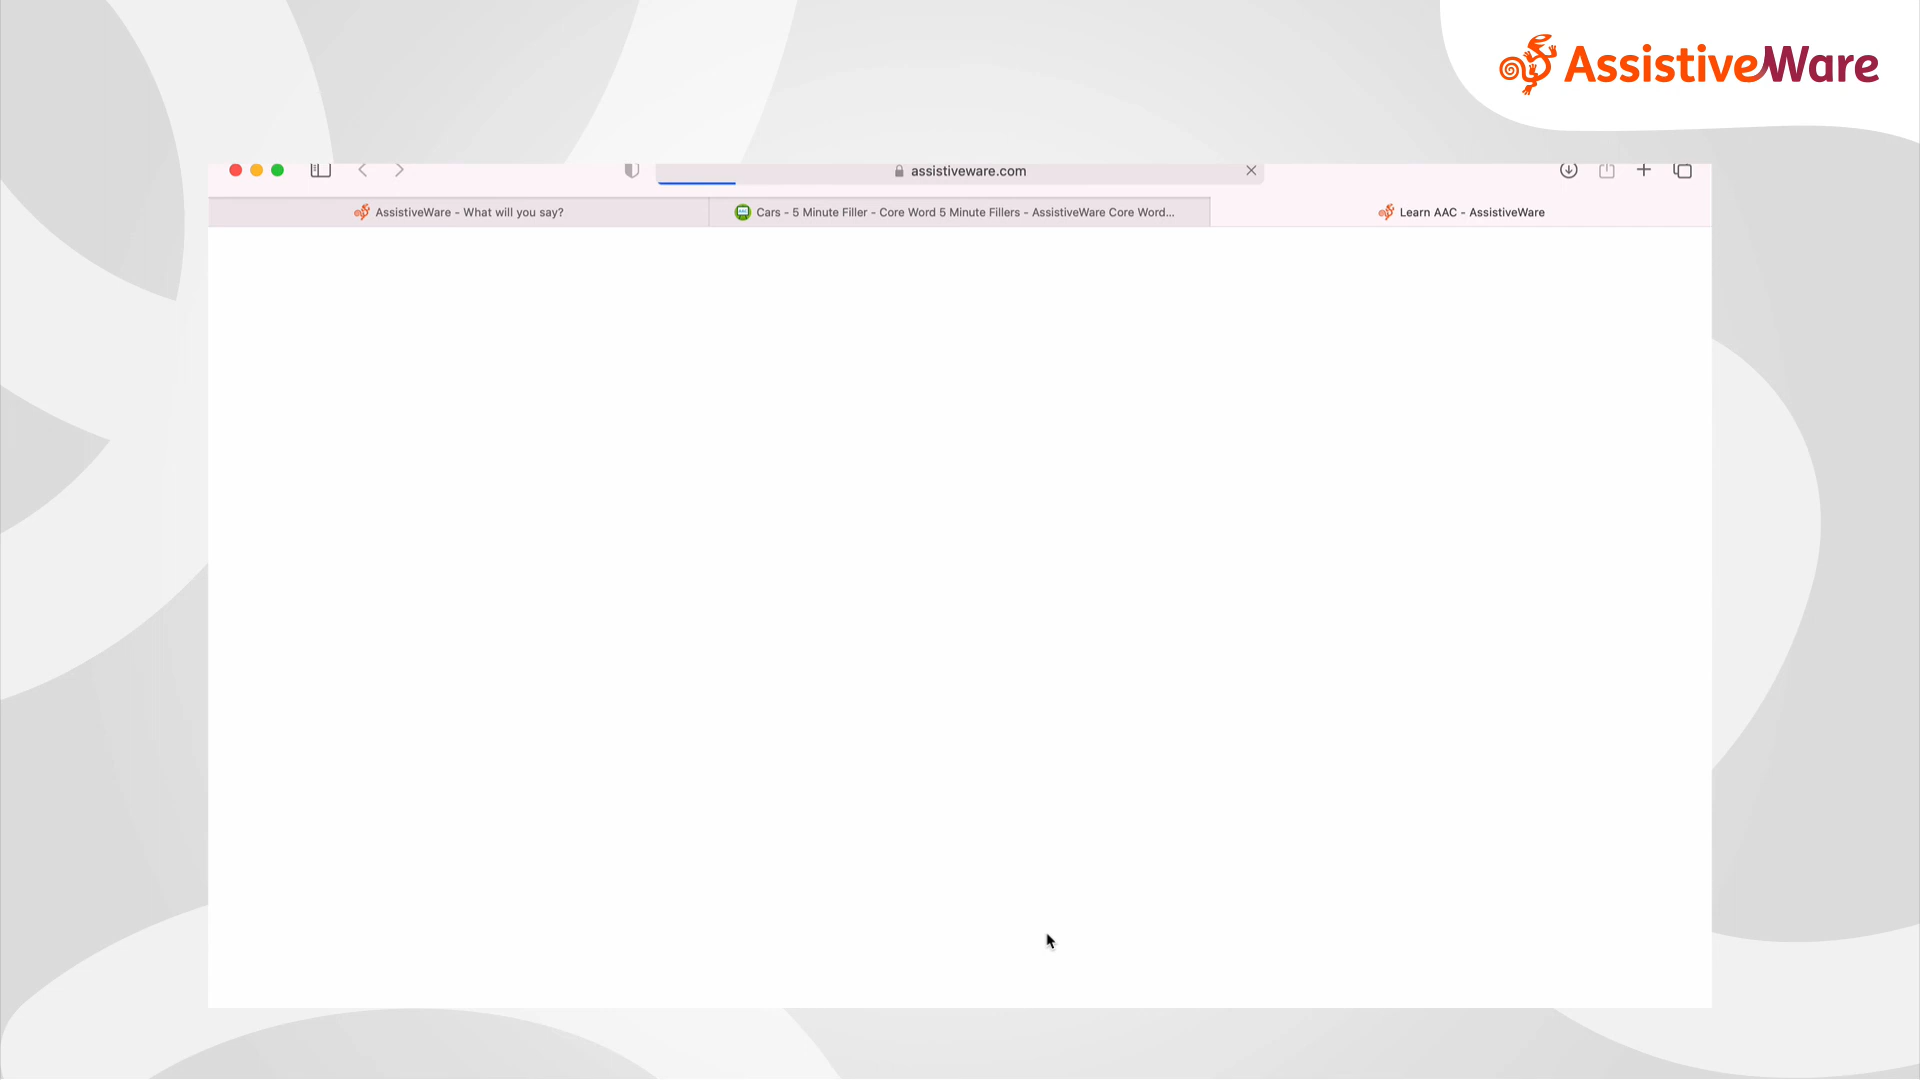 AssistiveWare
assistiveware.com
AssistiveWare - What will you say?
Cars - 5 Minute Filler - Core Word 5 Minute Fillers - AssistiveWare Core Word...
Learn AAC - AssistiveWare